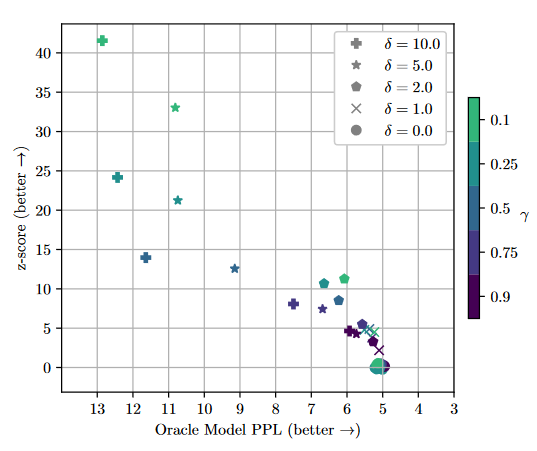 δ = 10.0
δ = 5.0
δ = 2.0
δ = 1.0
δ = 0.0
40
35
30
25
20
15
10
5
0
z-score (better →)
13 12 11 10 9 8 7 6 5 4 3
Oracle Model PPL (better →)
0.1
0.25
0.5
0.75
0.9
γ